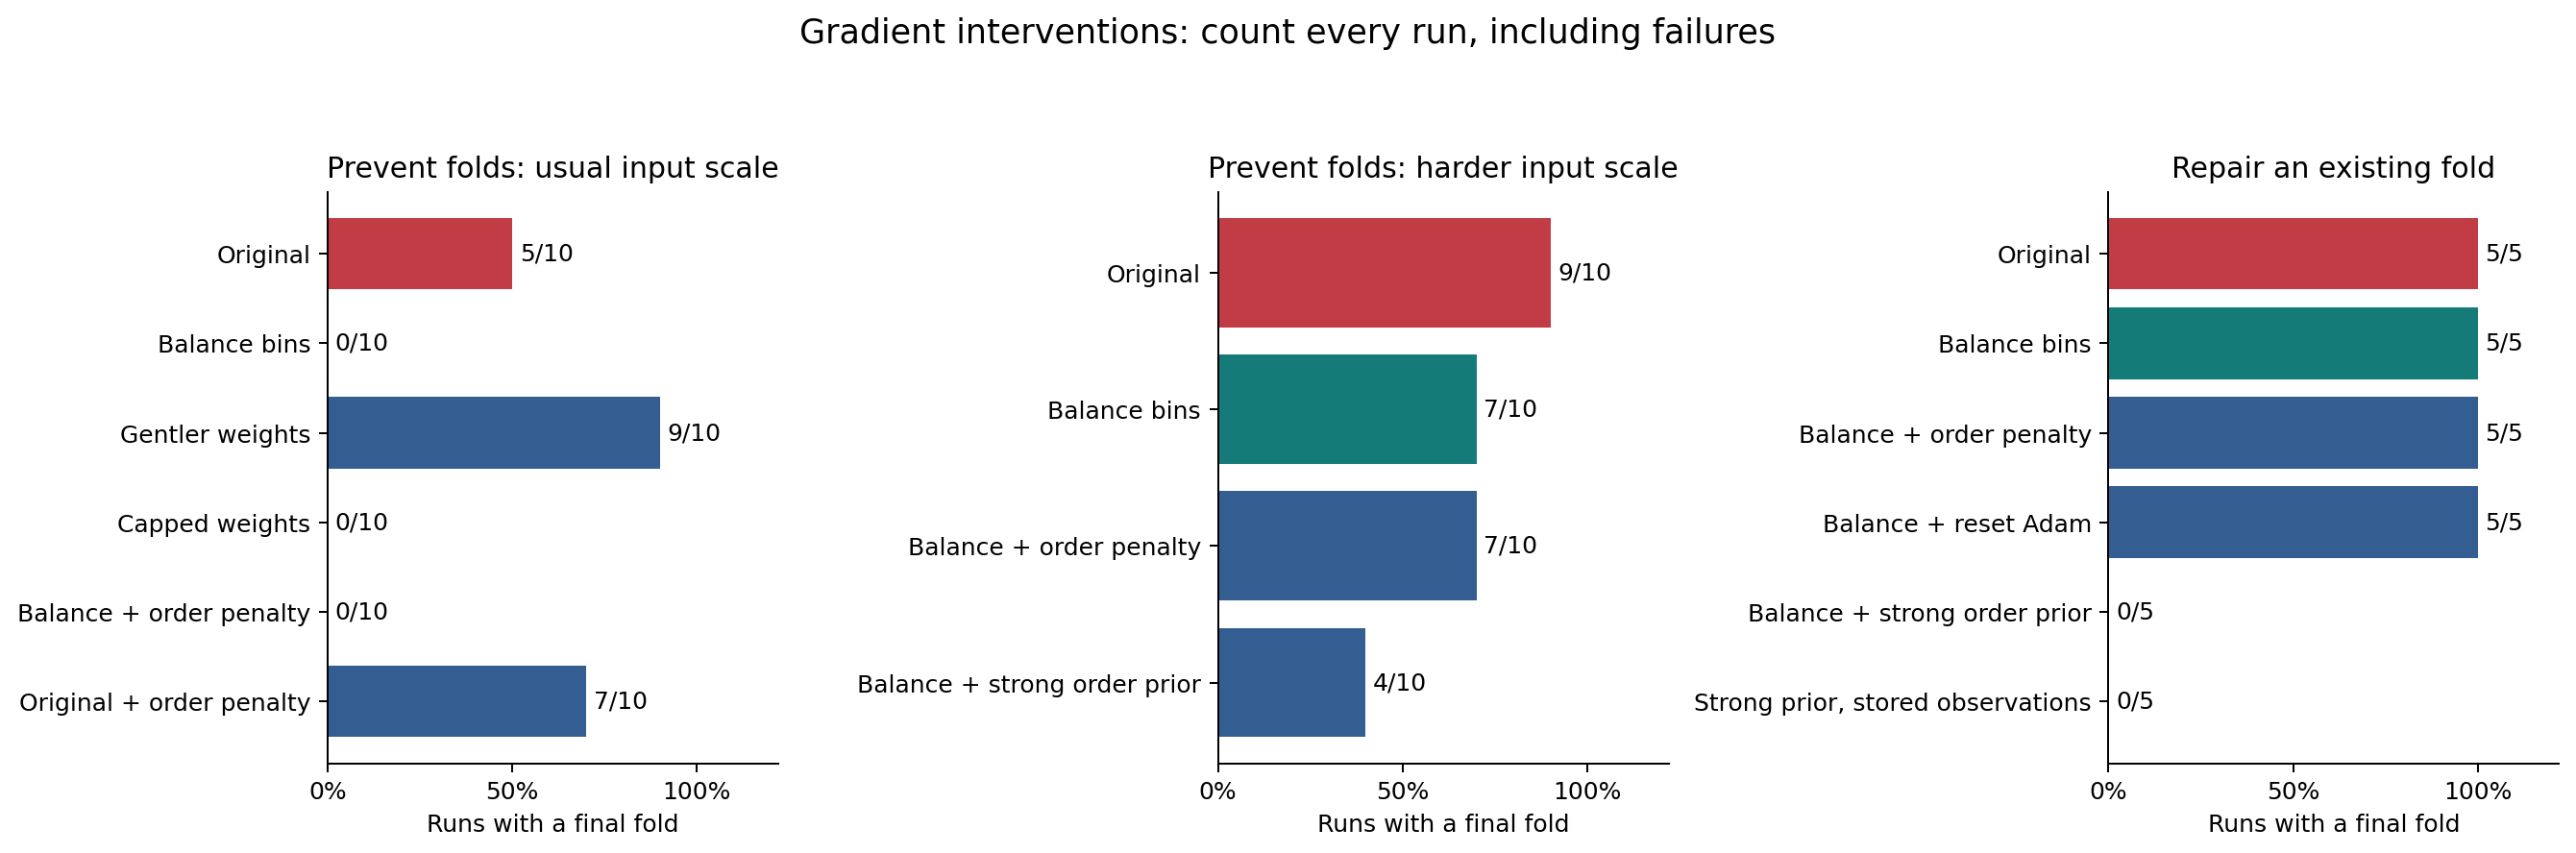 Gradient interventions: count every run, including failures
Prevent folds: usual input scale
Original
5/10
Balance bins
0/10
Gentler weights
9/10
Capped weights
0/10
Balance + order penalty
0/10
Original + order penalty
7/10
0%
50%
100%
Runs with a final fold
Prevent folds: harder input scale
Original
9/10
Balance bins
7/10
Balance + order penalty
7/10
Balance + strong order prior
4/10
0%
50%
100%
Runs with a final fold
Repair an existing fold
Original
5/5
Balance bins
5/5
Balance + order penalty
5/5
Balance + reset Adam
5/5
Balance + strong order prior
0/5
Strong prior, stored observations
0/5
0%
50%
100%
Runs with a final fold